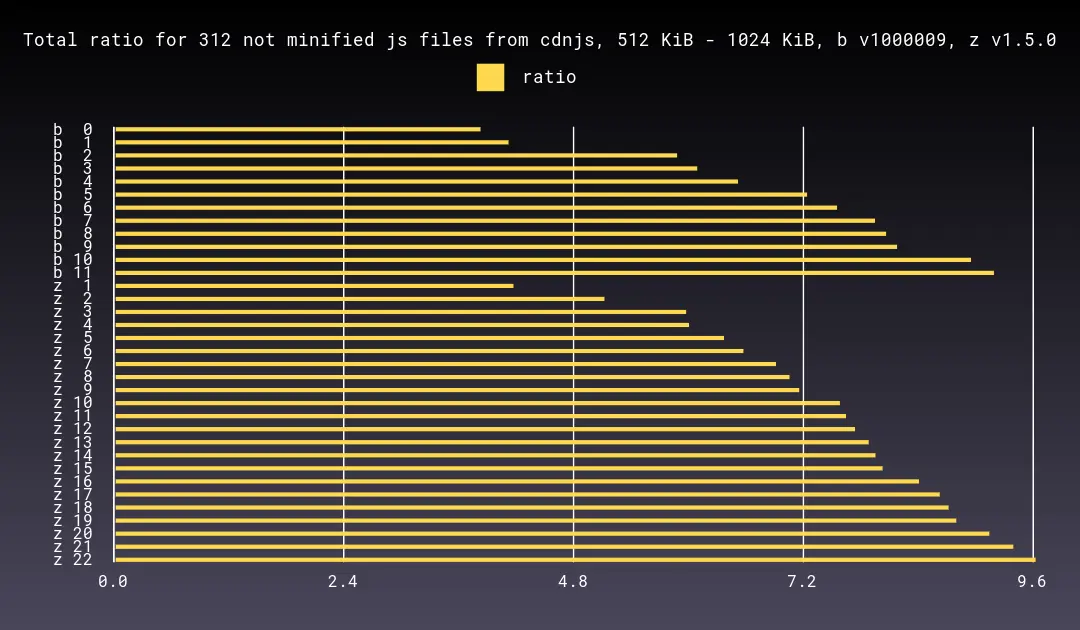 Total ratio for 312 not minified js files from cdnjs, 512 KiB - 1024 KiB, b v1000009, z v1.5.0
ratio
b 0
b 1
b 2
b 3
b 4
b 5
b 6
b 7
b 8
b 9
b 10
b 11
z 1
z 2
z 3
z 4
z 5
z 6
z 7
z 8
z 9
z 10
z 11
z 12
z 13
z 14
z 15
z 16
z 17
z 18
z 19
z 20
z 21
z 22
0.0 2.4 4.8 7.2 9.6